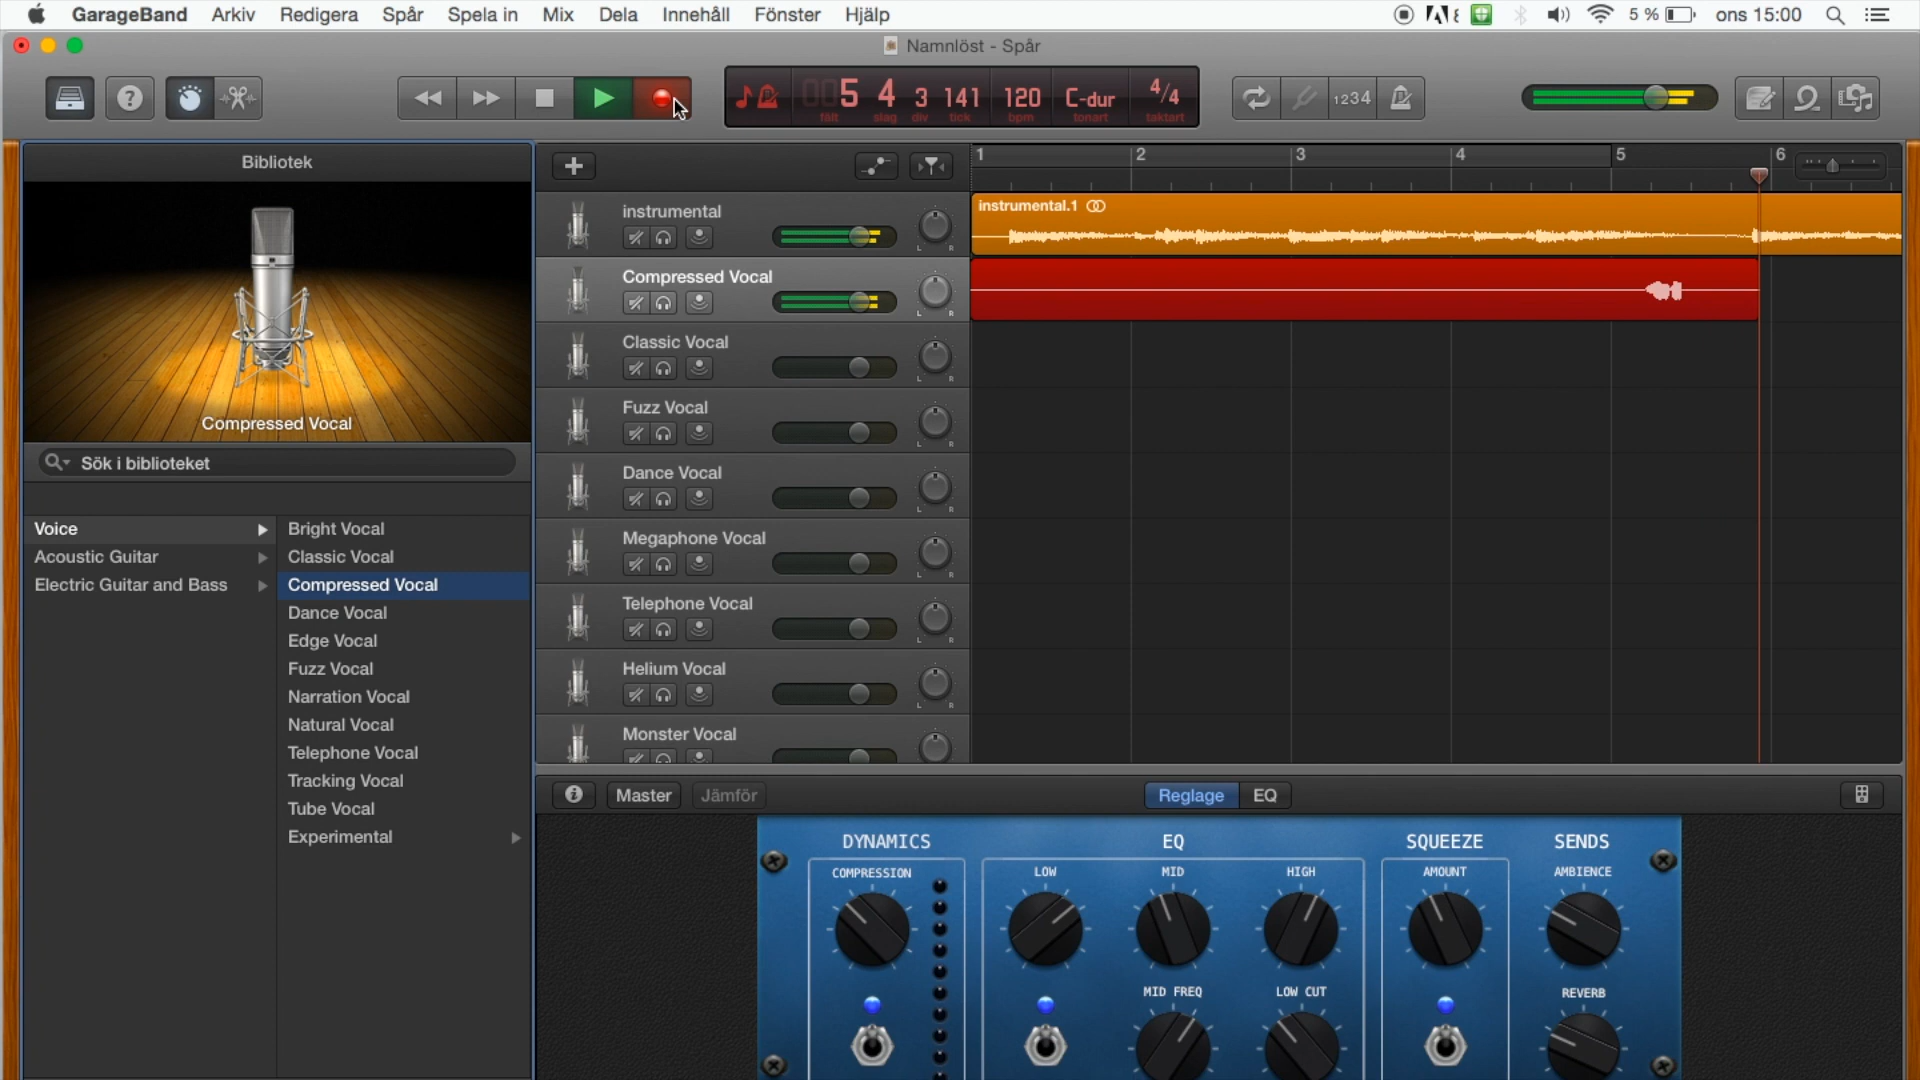 GarageBand Arkiv Redigera Spår Spela in Mix Dela Innehåll Fönster Hjälp 5 % ons 15:00
Namnlöst - Spår
005 4 3 141 120 C-dur 4/4
fält slag div tick bpm tonart taktart
1234
Bibliotek
Compressed Vocal
Sök i biblioteket
Voice
Acoustic Guitar
Electric Guitar and Bass
Bright Vocal
Classic Vocal
Compressed Vocal
Dance Vocal
Edge Vocal
Fuzz Vocal
Narration Vocal
Natural Vocal
Telephone Vocal
Tracking Vocal
Tube Vocal
Experimental
1 2 3 4 5 6
instrumental
L R
instrumental.1
Compressed Vocal
L R
Classic Vocal
L R
Fuzz Vocal
L R
Dance Vocal
L R
Megaphone Vocal
L R
Telephone Vocal
L R
Helium Vocal
L R
Monster Vocal
Master Jämför Reglage EQ
DYNAMICS EQ SQUEEZE SENDS
COMPRESSION LOW MID HIGH AMOUNT AMBIENCE
MID FREQ LOW CUT REVERB